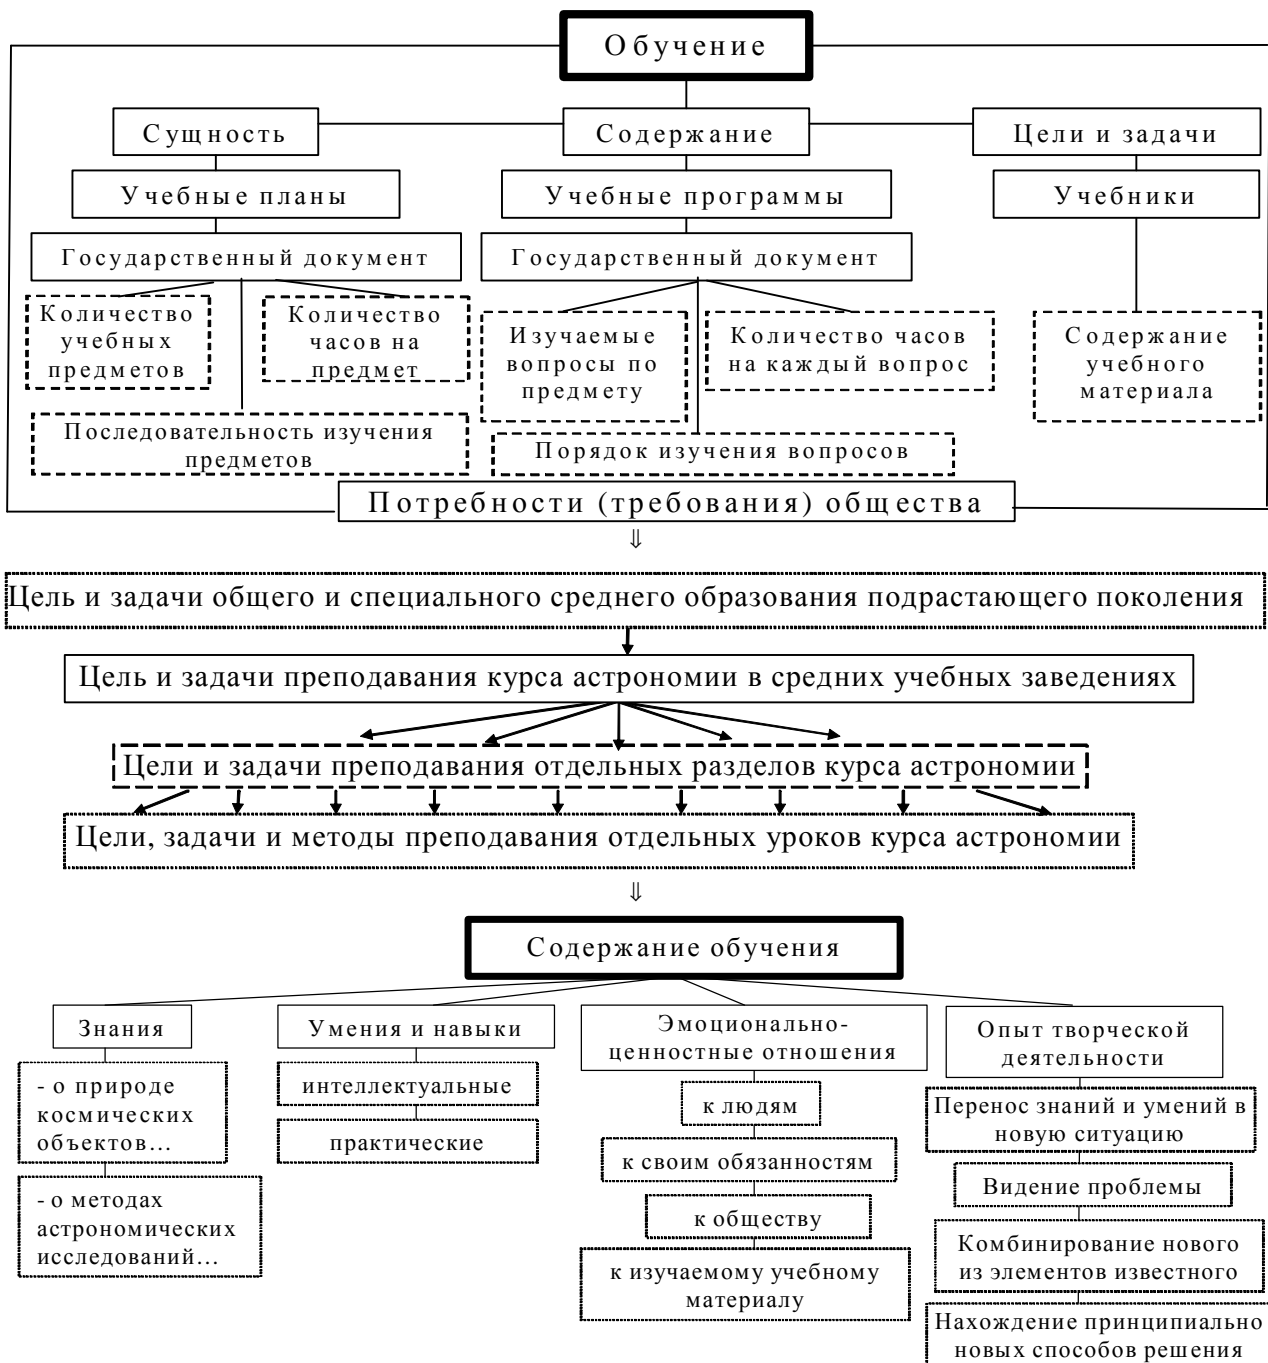 Обучение
Сущность
Содержание
Цели и задачи
Учебные планы
Учебные программы
Учебники
Государственный документ
Государственный документ
Количество
учебных
предметов
Количество
часов на
предмет
Изучаемые
вопросы по
предмету
Количество часов
на каждый вопрос
Содержание
учебного
материала
Последовательность изучения
предметов
Порядок изучения вопросов
Потребности (требования) общества
⇓
Цель и задачи общего и специального среднего образования подрастающего поколения
Цель и задачи преподавания курса астрономии в средних учебных заведениях
Цели и задачи преподавания отдельных разделов курса астрономии
Цели, задачи и методы преподавания отдельных уроков курса астрономии
⇓
Содержание обучения
Знания
- о природе
космических
объектов…
- о методах
астрономических
исследований…
Умения и навыки
интеллектуальные
практические
Эмоционально-
ценностные отношения
к людям
к своим обязанностям
к обществу
к изучаемому учебному
материалу
Опыт творческой
деятельности
Перенос знаний и умений в
новую ситуацию
Видение проблемы
Комбинирование нового
из элементов известного
Нахождение принципиально
новых способов решения